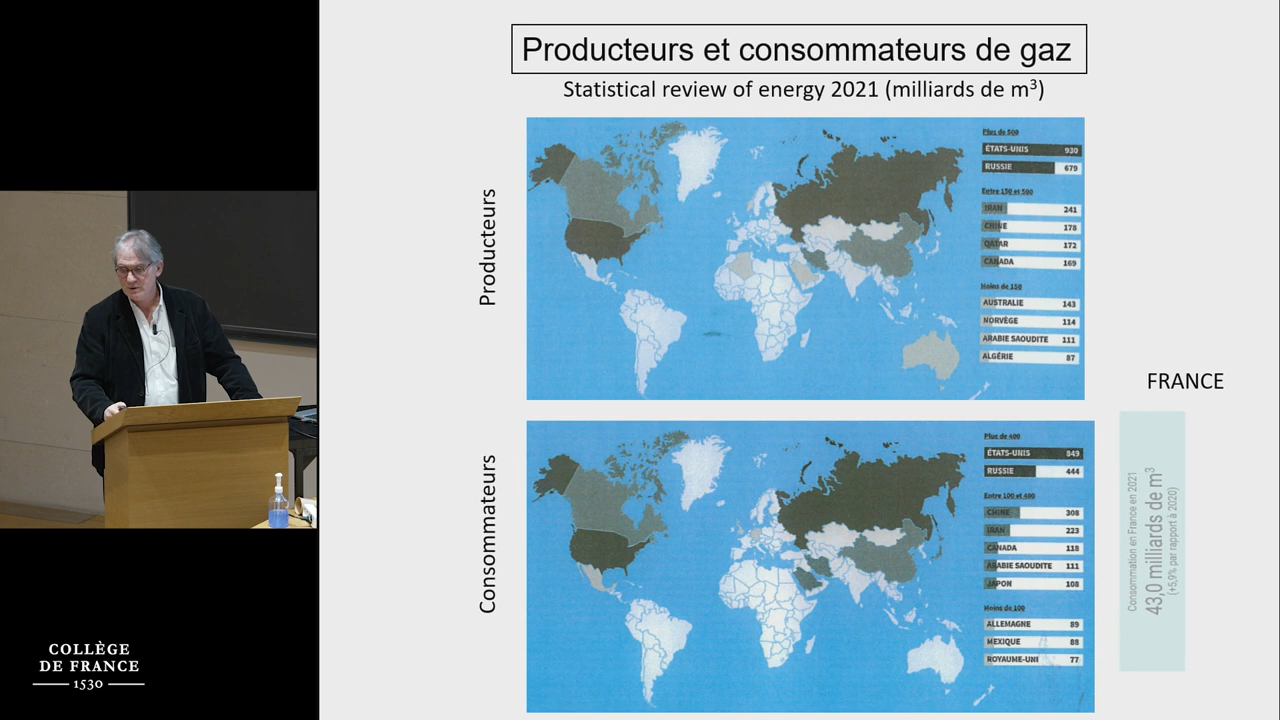 Producteurs et consommateurs de gaz
Statistical review of energy 2021 (milliards de m³)
Producteurs
Plus de 500
ÉTATS-UNIS 930
RUSSIE 679
Entre 150 et 500
IRAN 241
CHINE 178
QATAR 172
CANADA 169
Moins de 150
AUSTRALIE 143
NORVÈGE 114
ARABIE SAOUDITE 111
ALGÉRIE 87
Consommateurs
Plus de 400
ÉTATS-UNIS 849
RUSSIE 444
Entre 100 et 400
CHINE 308
IRAN 223
CANADA 118
ARABIE SAOUDITE 111
JAPON 108
Moins de 100
ALLEMAGNE 89
MEXIQUE 88
ROYAUME-UNI 77
FRANCE
Consommation en France en 2021
43,0 milliards de m³
(+5,9% par rapport à 2020)
COLLÈGE
DE FRANCE
1530